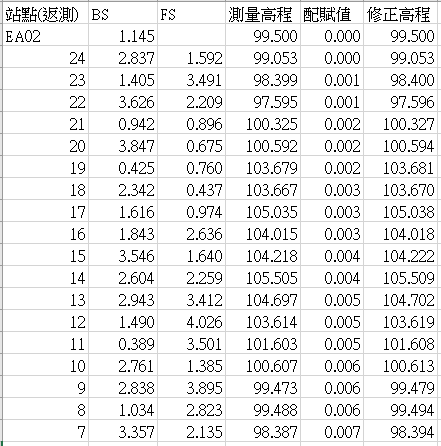 站點(返測) BS FS 測量高程 配賦值 修正高程
EA02 1.145 99.500 0.000 99.500
24 2.837 1.592 99.053 0.000 99.053
23 1.405 3.491 98.399 0.001 98.400
22 3.626 2.209 97.595 0.001 97.596
21 0.942 0.896 100.325 0.002 100.327
20 3.847 0.675 100.592 0.002 100.594
19 0.425 0.760 103.679 0.002 103.681
18 2.342 0.437 103.667 0.003 103.670
17 1.616 0.974 105.035 0.003 105.038
16 1.843 2.636 104.015 0.003 104.018
15 3.546 1.640 104.218 0.004 104.222
14 2.604 2.259 105.505 0.004 105.509
13 2.943 3.412 104.697 0.005 104.702
12 1.490 4.026 103.614 0.005 103.619
11 0.389 3.501 101.603 0.005 101.608
10 2.761 1.385 100.607 0.006 100.613
9 2.838 3.895 99.473 0.006 99.479
8 1.034 2.823 99.488 0.006 99.494
7 3.357 2.135 98.387 0.007 98.394